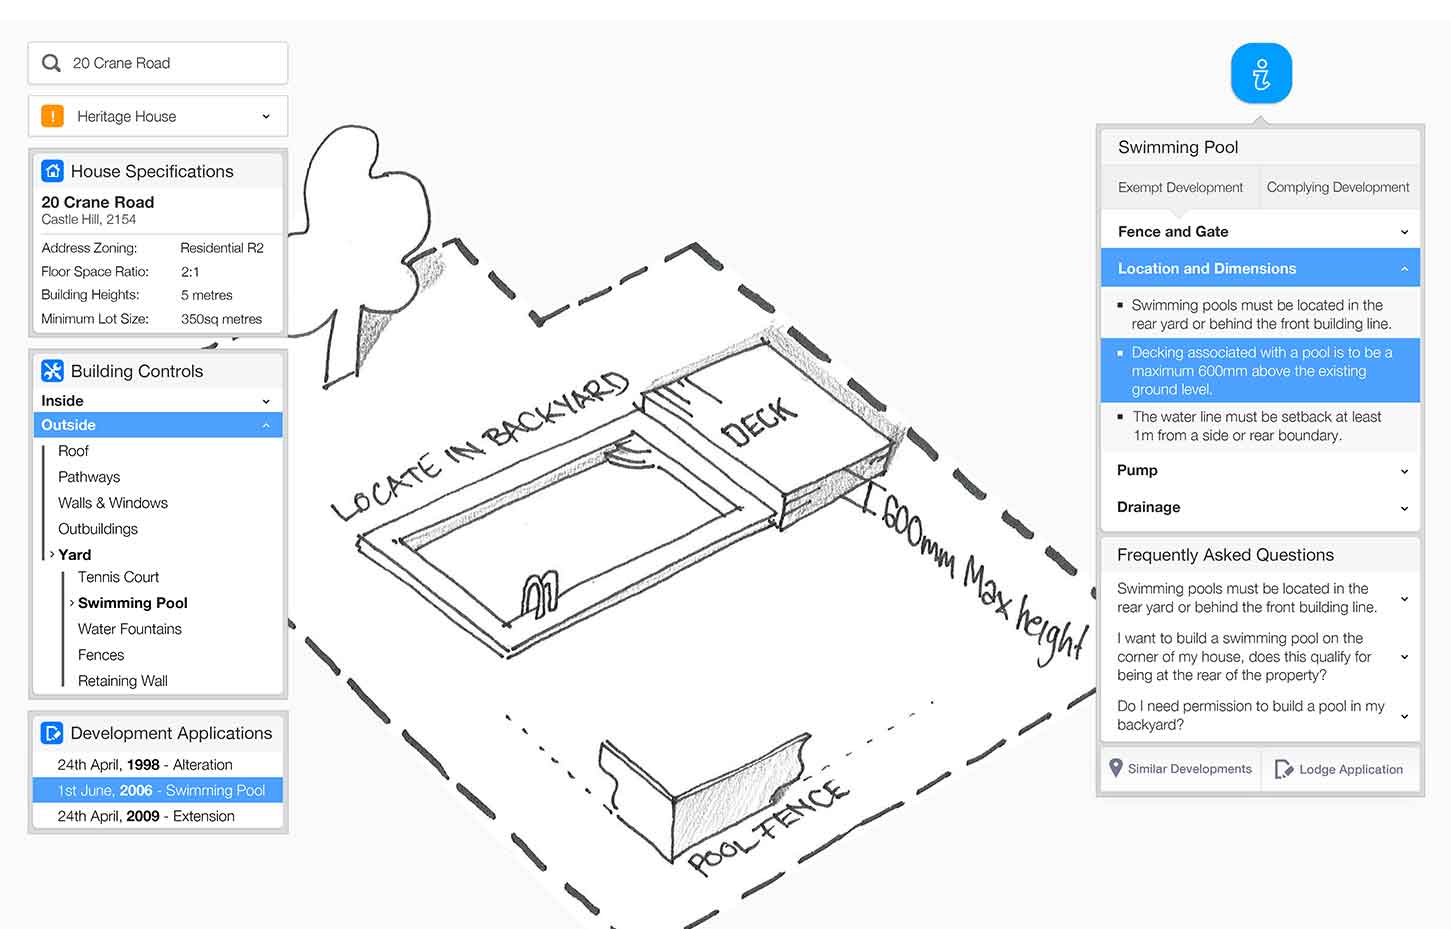 20 Crane Road
Heritage House
House Specifications
20 Crane Road
Castle Hill, 2154
Address Zoning: Residential R2
Floor Space Ratio: 2:1
Building Heights: 5 metres
Minimum Lot Size: 350sq metres
Building Controls
Inside
Outside
Roof
Pathways
Walls & Windows
Outbuildings
Yard
Tennis Court
Swimming Pool
Water Fountains
Fences
Retaining Wall
Development Applications
24th April, 1998 - Alteration
1st June, 2006 - Swimming Pool
24th April, 2009 - Extension
LOCATE IN BACKYARD
DECK
600mm Max height
POOL FENCE
Swimming Pool
Exempt Development
Complying Development
Fence and Gate
Location and Dimensions
Swimming pools must be located in the
rear yard or behind the front building line.
Decking associated with a pool is to be a
maximum 600mm above the existing
ground level.
The water line must be setback at least
1m from a side or rear boundary.
Pump
Drainage
Frequently Asked Questions
Swimming pools must be located in the
rear yard or behind the front building line.
I want to build a swimming pool on the
corner of my house, does this qualify for
being at the rear of the property?
Do I need permission to build a pool in my
backyard?
Similar Developments
Lodge Application